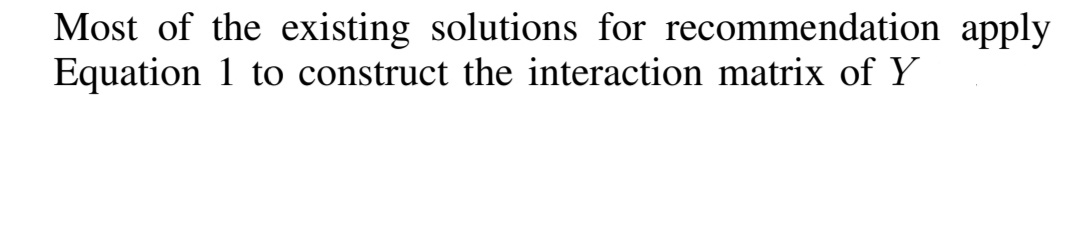 Most of the existing solutions for recommendation apply
Equation 1 to construct the interaction matrix of Y